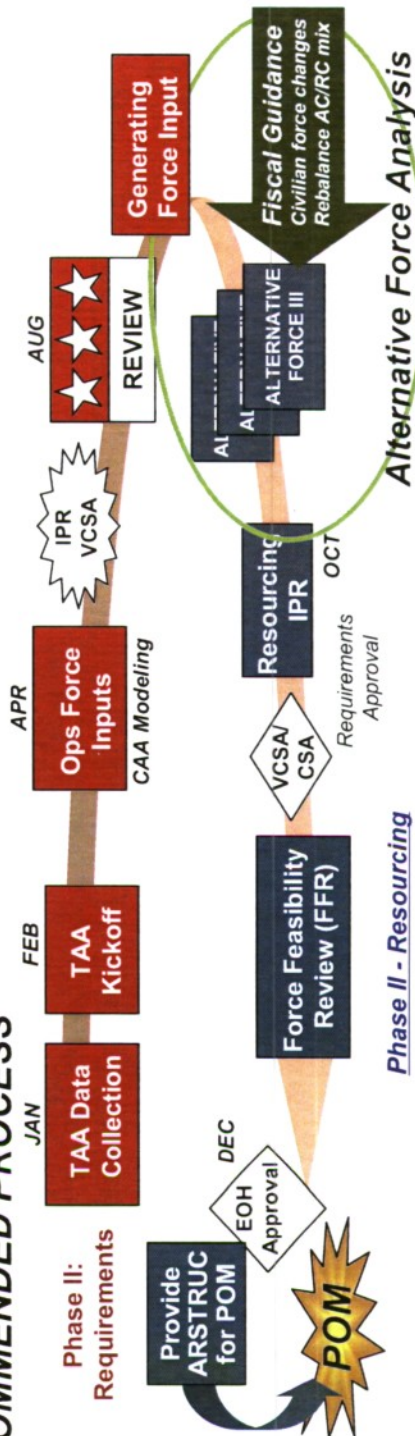 OMMENDED PROCESS
Phase II:
Requirements
JAN
TAA Data
Collection
FEB
TAA
Kickoff
APR
Ops Force
Inputs
CAA Modeling
IPR
VCSA
AUG
REVIEW
Generating
Force Input
Fiscal Guidance
Civilian force changes
Rebalance AC/RC mix
ALTERNATIVE
FORCE III
Alternative Force Analysis
Resourcing
IPR
OCT
VCSA/
CSA
Requirements
Approval
Force Feasibility
Review (FFR)
Phase II - Resourcing
DEC
EOH
Approval
Provide
ARSTRUC
for POM
POM